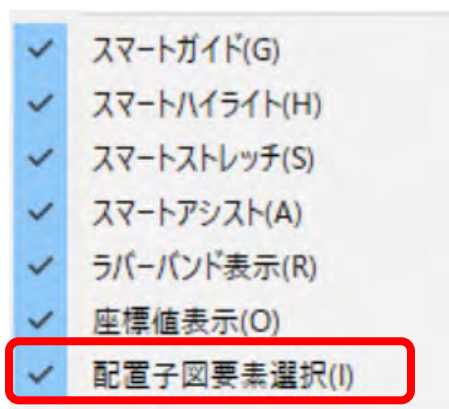 スマートガイド(G)
スマートハイライト(H)
スマートストレッチ(S)
スマートアシスト(A)
ラバーバンド表示(R)
座標値表示(O)
配置子図要素選択(I)